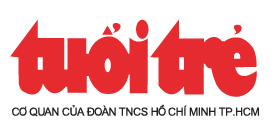 tuổi trẻ
CƠ QUAN CỦA ĐOÀN TNCS HỒ CHÍ MINH TP.HCM